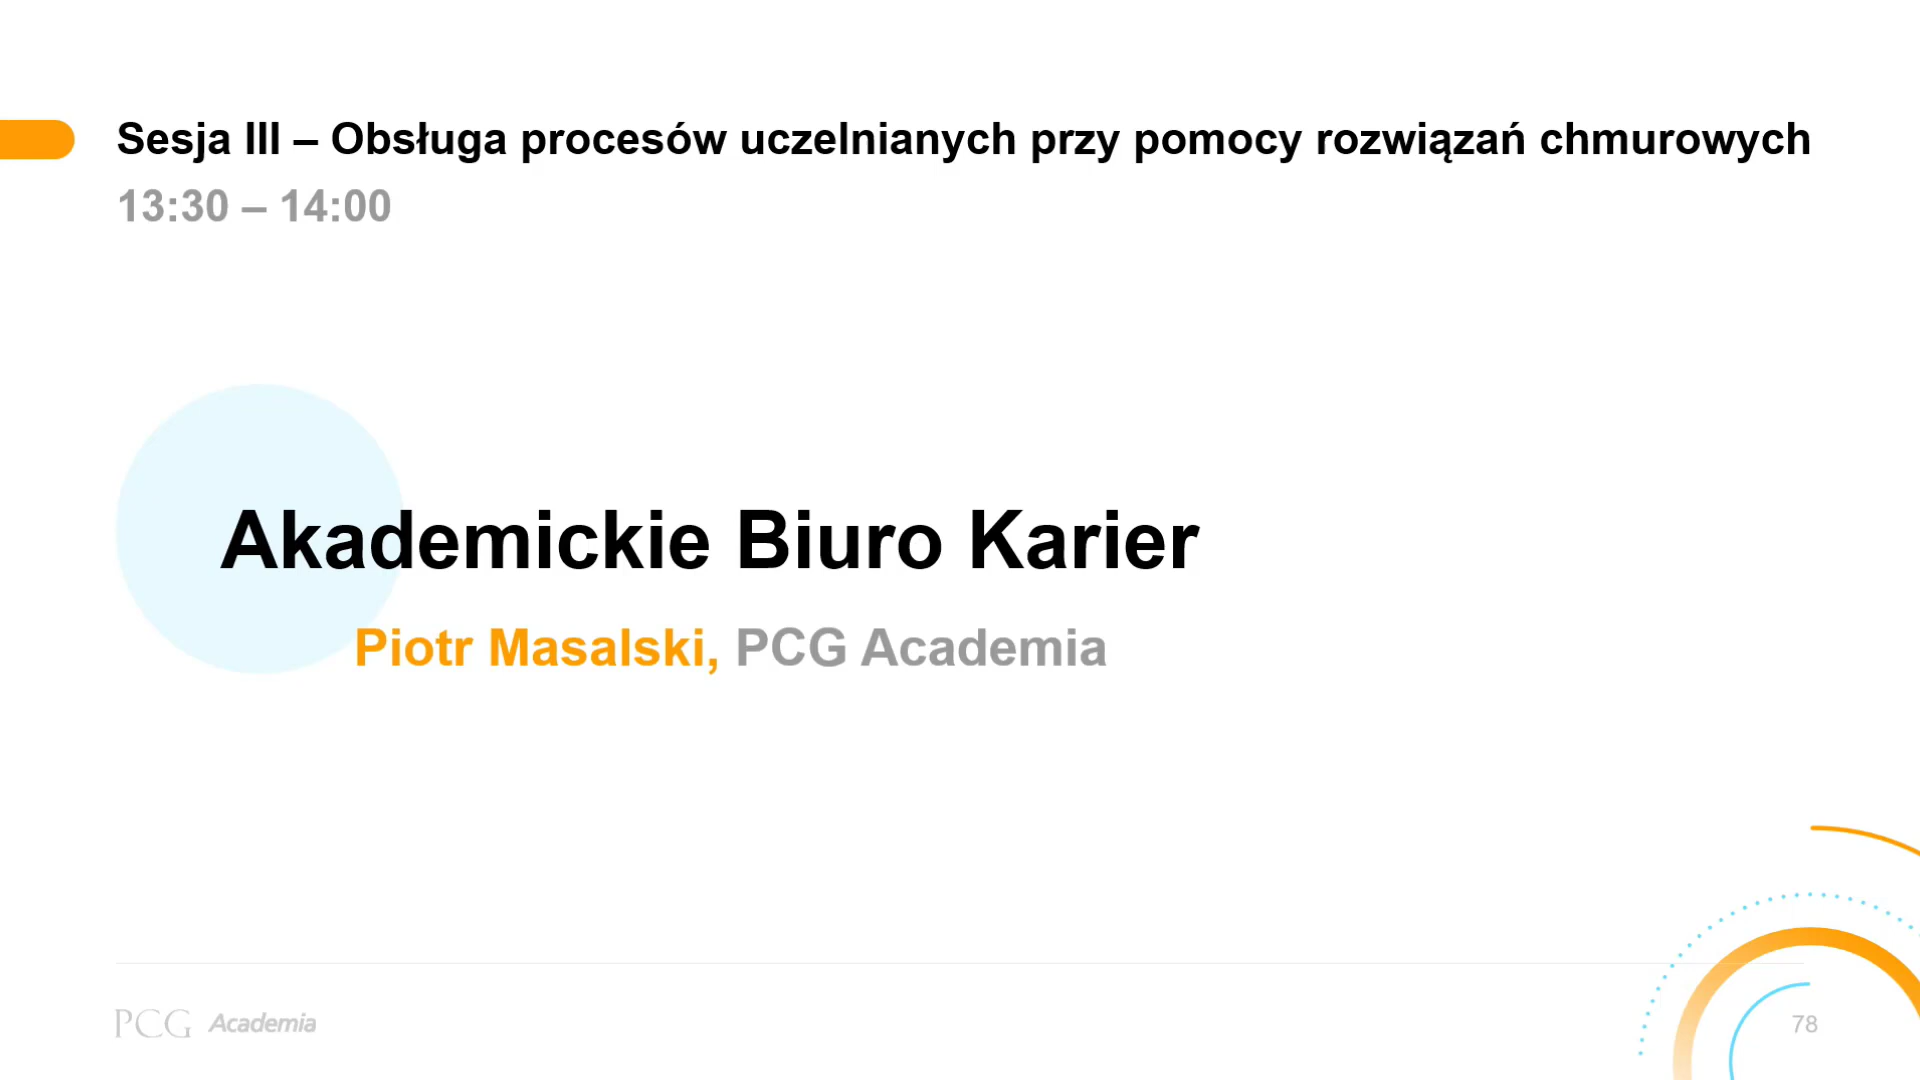 Sesja III – Obsługa procesów uczelnianych przy pomocy rozwiązań chmurowych
13:30 – 14:00
Akademickie Biuro Karier
Piotr Masalski, PCG Academia
PCG Academia
78